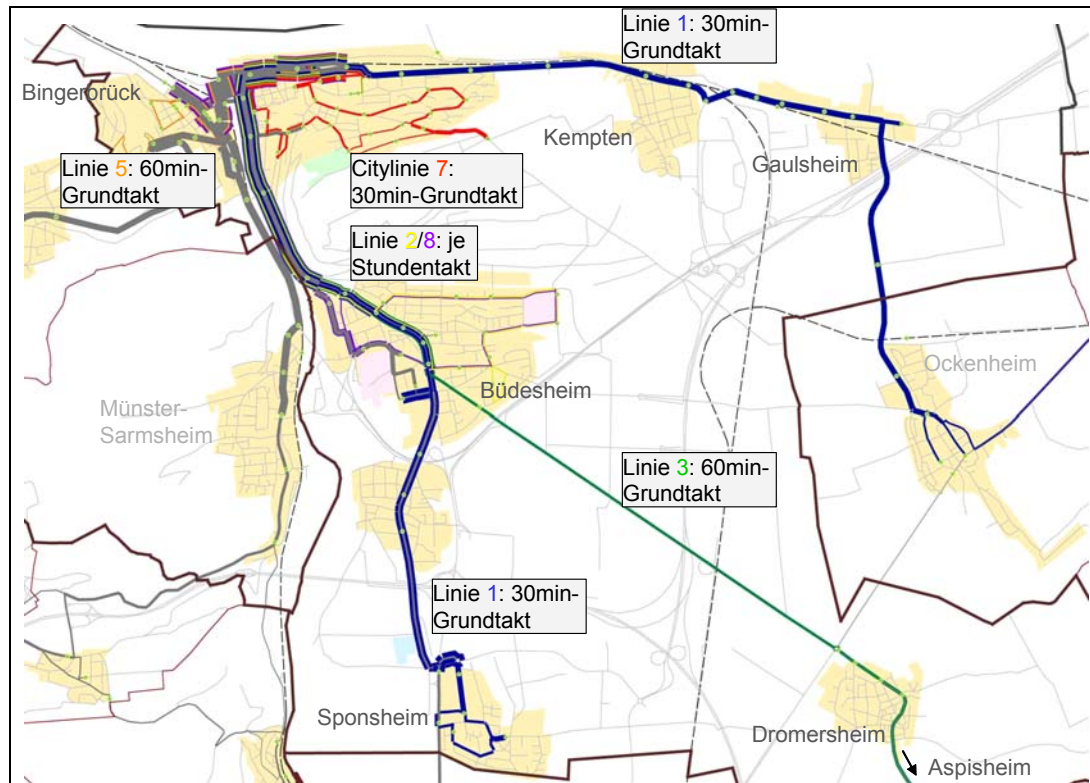 Linie 1: 30min-
Grundtakt
Bingerbrück
Kempten
Gaulsheim
Linie 5: 60min-
Grundtakt
Citylinie 7:
30min-Grundtakt
Linie 2/8: je
Stundentakt
Büdesheim
Ockenheim
Münster-
Sarmsheim
Linie 3: 60min-
Grundtakt
Linie 1: 30min-
Grundtakt
Sponsheim
Dromersheim
Aspisheim